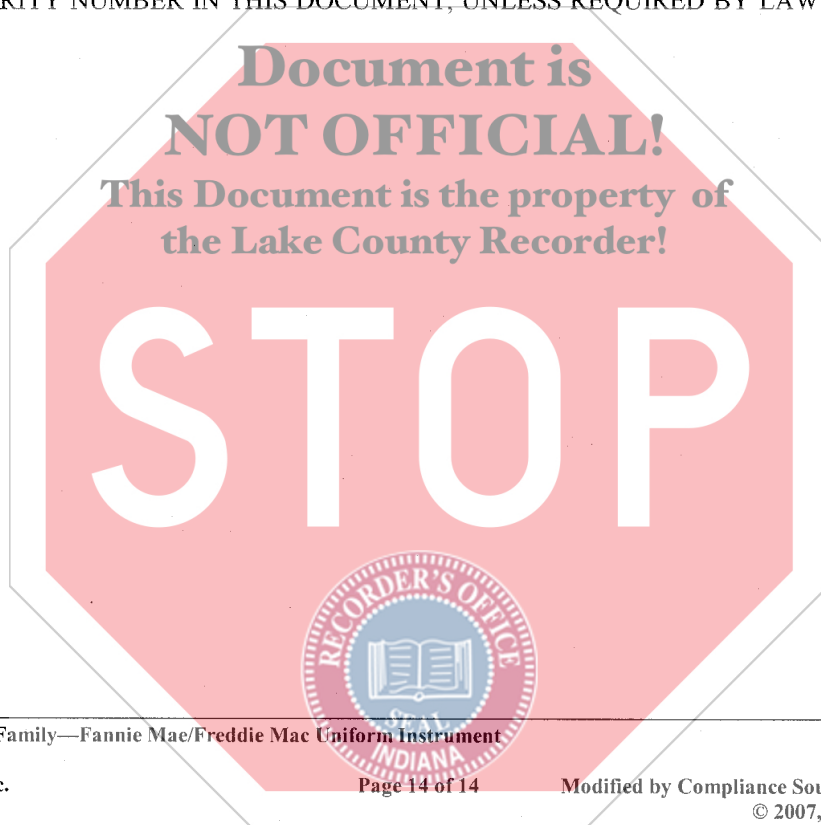 RITY NUMBER IN THIS DOCUMENT, UNLESS REQUIRED BY LAW
Document is
NOT OFFICIAL!
This Document is the property of
the Lake County Recorder!
STOP
RECORDER'S OFFICE
SEAL
INDIANA
Family—Fannie Mae/Freddie Mac Uniform Instrument
c.
Page 14 of 14
Modified by Compliance Sou
© 2007,